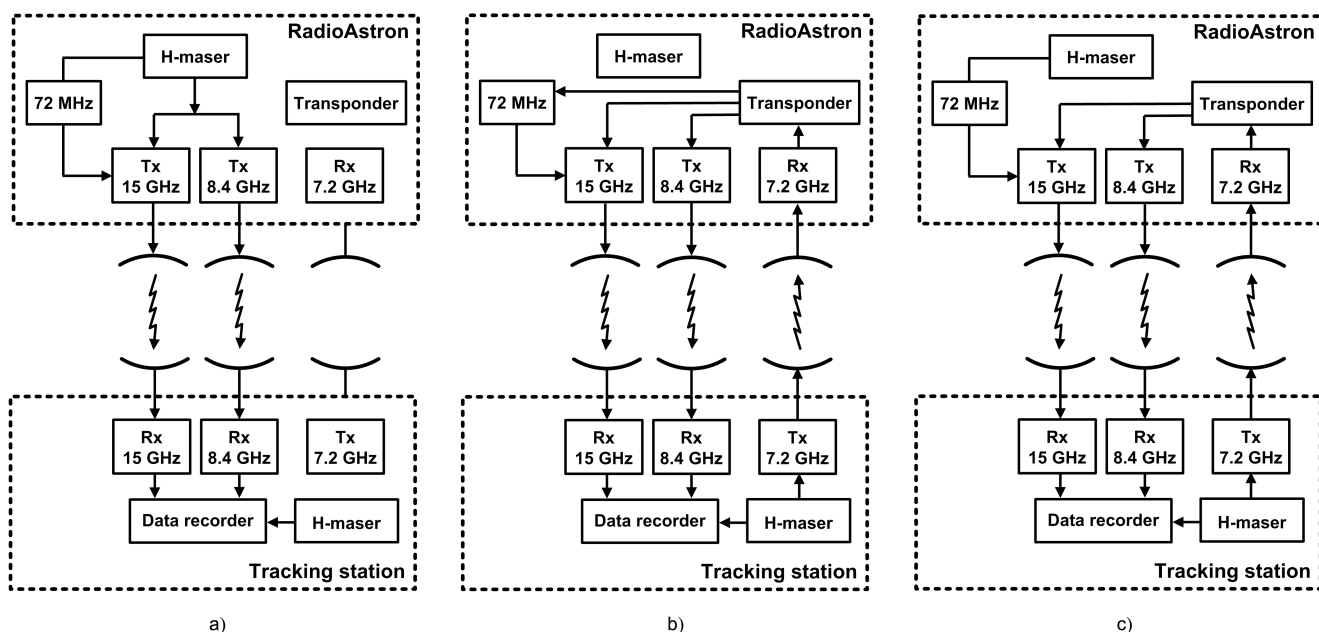 RadioAstron
H-maser
72 MHz
Transponder
Tx
15 GHz
Tx
8.4 GHz
Rx
7.2 GHz
Rx
15 GHz
Rx
8.4 GHz
Tx
7.2 GHz
Data recorder
H-maser
Tracking station
a)
RadioAstron
H-maser
72 MHz
Transponder
Tx
15 GHz
Tx
8.4 GHz
Rx
7.2 GHz
Rx
15 GHz
Rx
8.4 GHz
Tx
7.2 GHz
Data recorder
H-maser
Tracking station
b)
RadioAstron
H-maser
72 MHz
Transponder
Tx
15 GHz
Tx
8.4 GHz
Rx
7.2 GHz
Rx
15 GHz
Rx
8.4 GHz
Tx
7.2 GHz
Data recorder
H-maser
Tracking station
c)